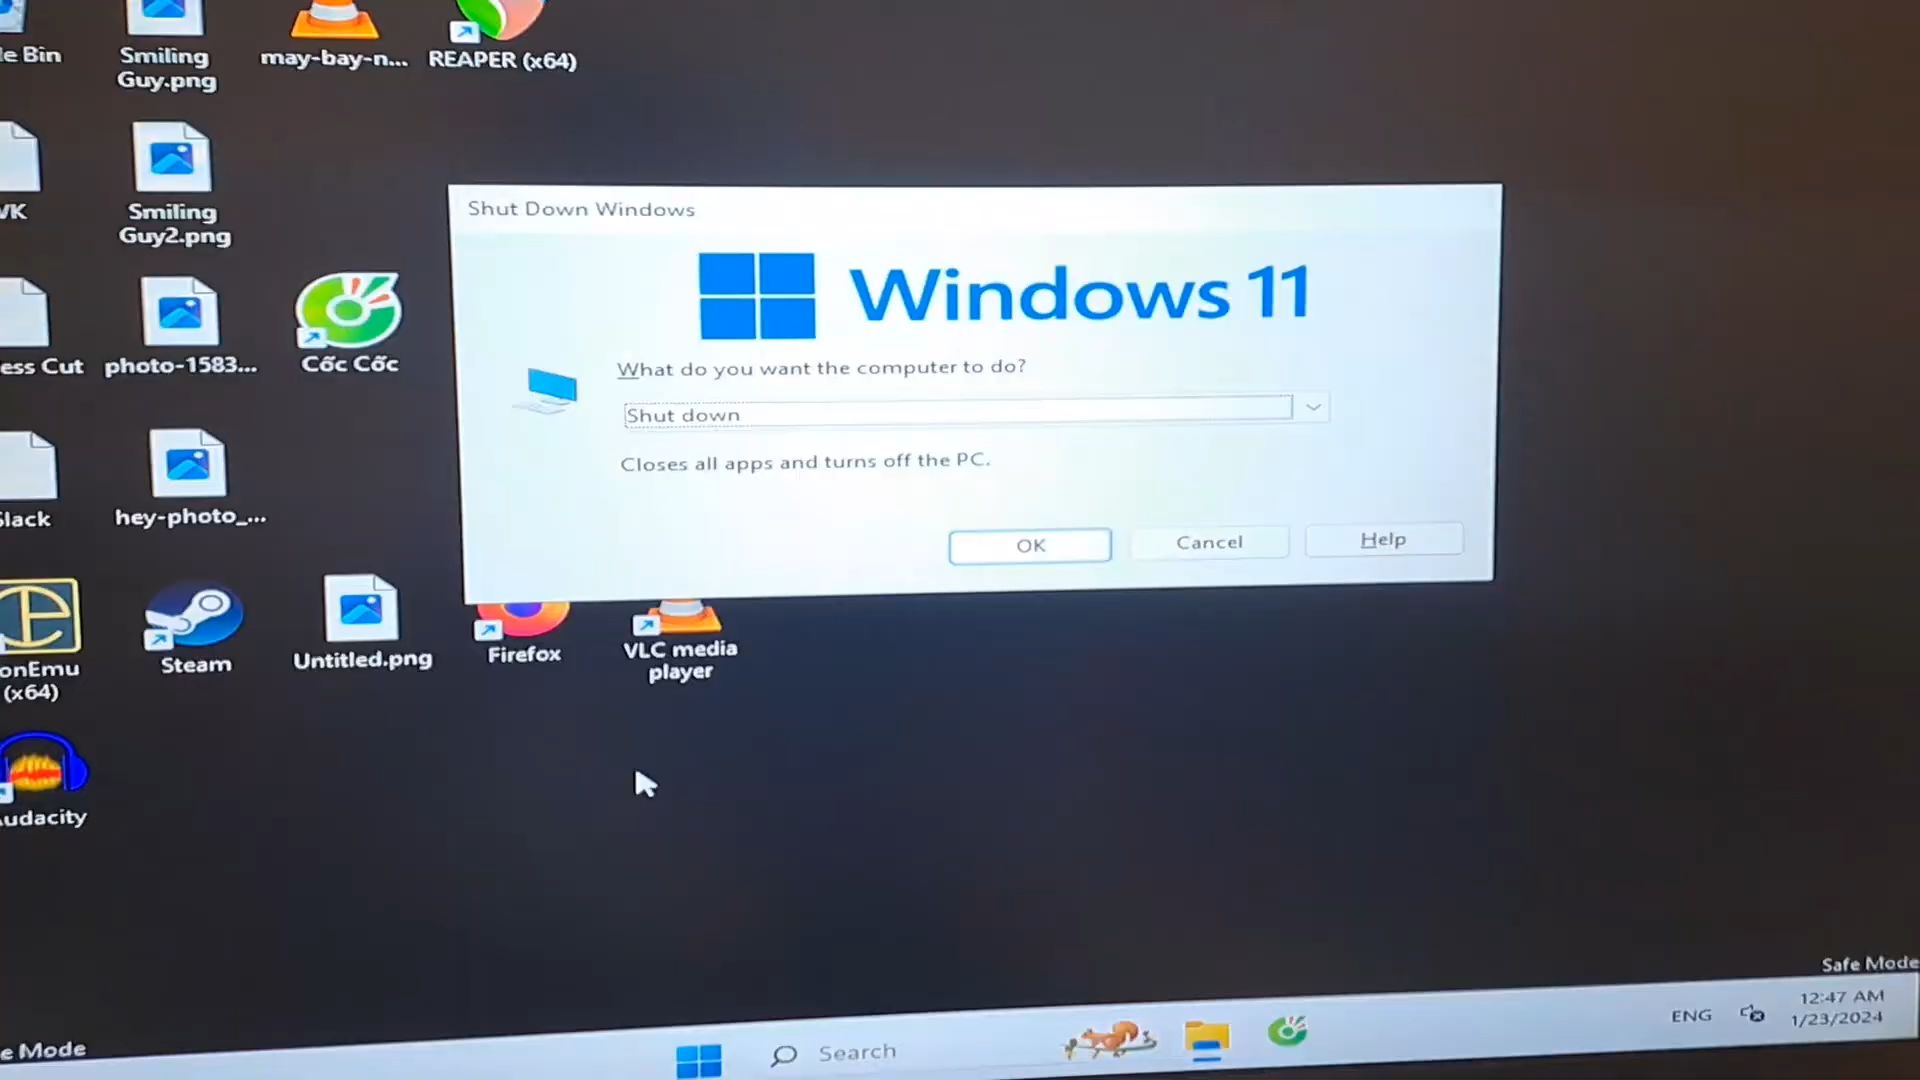 le Bin
Smiling
Guy.png
may-bay-n...
REAPER (x64)
VK
Smiling
Guy2.png
Shut Down Windows
Windows 11
What do you want the computer to do?
Shut down
Closes all apps and turns off the PC.
OK
Cancel
Help
ess Cut
photo-1583...
Cốc Cốc
Slack
hey-photo_...
onEmu
(x64)
Steam
Untitled.png
Firefox
VLC media
player
udacity
Safe Mode
e Mode
Search
ENG
12:47 AM
1/23/2024